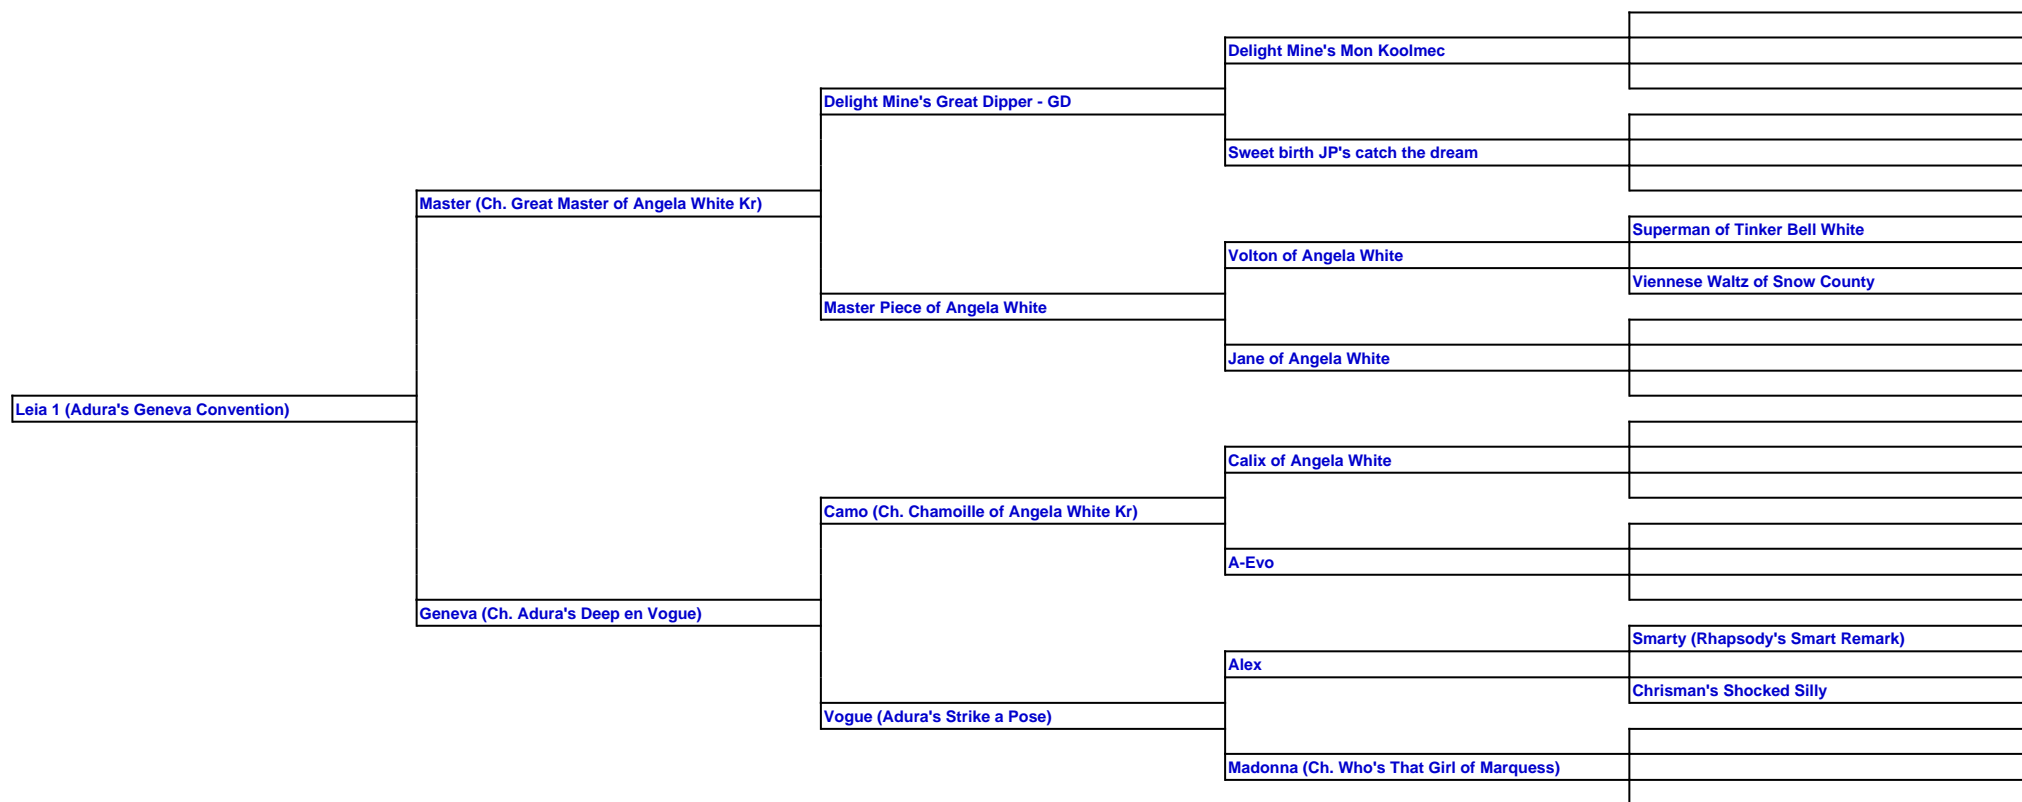 Delight Mine's Mon Koolmec
Delight Mine's Great Dipper - GD
Sweet birth JP's catch the dream
Master (Ch. Great Master of Angela White Kr)
Superman of Tinker Bell White
Volton of Angela White
Viennese Waltz of Snow County
Master Piece of Angela White
Jane of Angela White
Leia 1 (Adura's Geneva Convention)
Calix of Angela White
Camo (Ch. Chamoille of Angela White Kr)
A-Evo
Geneva (Ch. Adura's Deep en Vogue)
Smarty (Rhapsody's Smart Remark)
Alex
Chrisman's Shocked Silly
Vogue (Adura's Strike a Pose)
Madonna (Ch. Who's That Girl of Marquess)